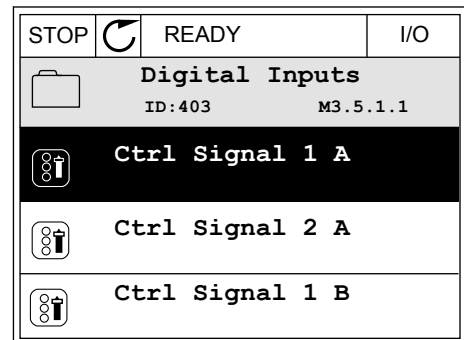 STOP READY I/O
Digital Inputs
ID:403 M3.5.1.1
Ctrl Signal 1 A
Ctrl Signal 2 A
Ctrl Signal 1 B